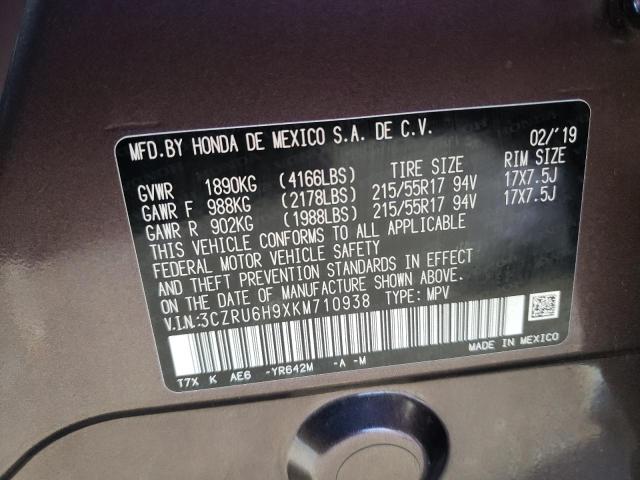 MFD.BY HONDA DE MEXICO S.A. DE C.V. 02/'19
TIRE SIZE RIM SIZE
GVWR 1890KG (4166LBS)
GAWR F 988KG (2178LBS) 215/55R17 94V 17X7.5J
GAWR R 902KG (1988LBS) 215/55R17 94V 17X7.5J
THIS VEHICLE CONFORMS TO ALL APPLICABLE
FEDERAL MOTOR VEHICLE SAFETY
AND THEFT PREVENTION STANDARDS IN EFFECT
ON THE DATE OF MANUFACTURE SHOWN ABOVE.
V.I.N:3CZRU6H9XKM710938 TYPE: MPV
T7X K AE6 -YR642M -A -M MADE IN MEXICO